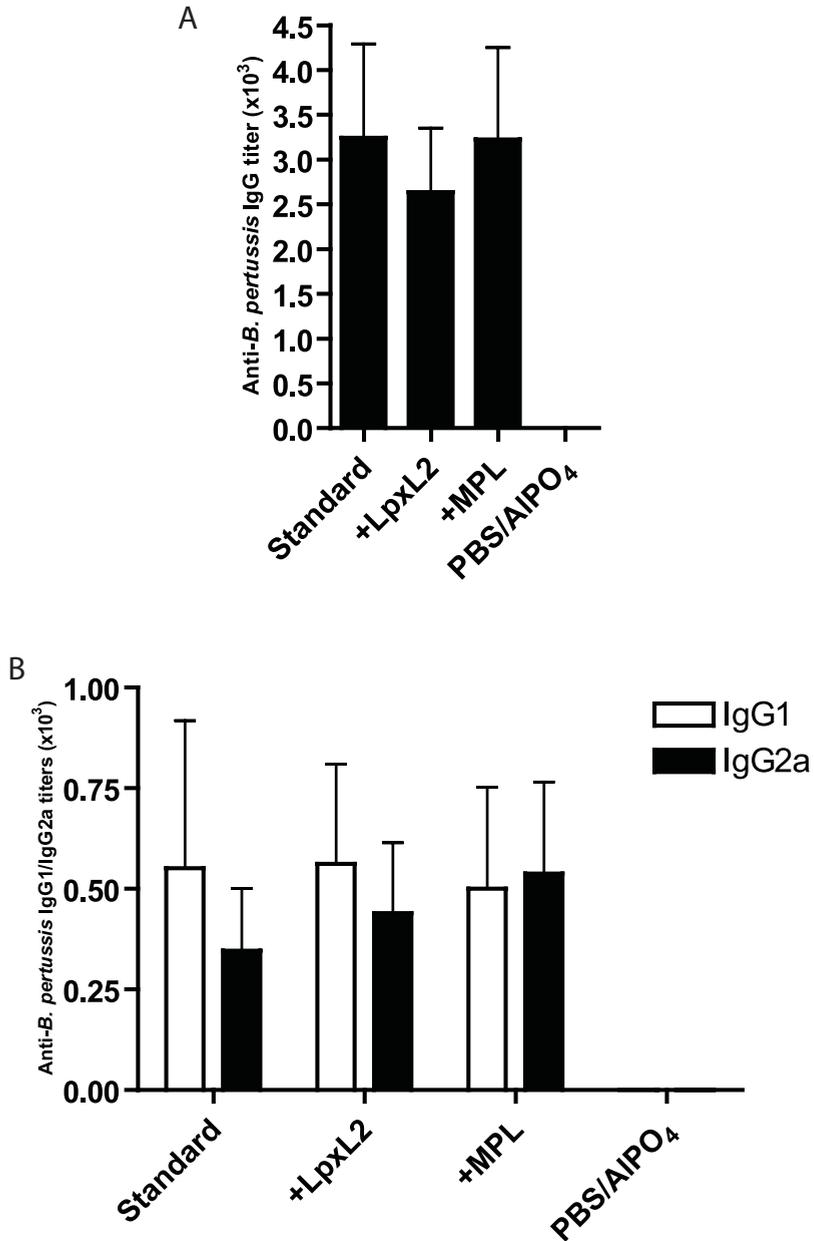 A
Anti-B. pertussis IgG titer (x10³)
4.5
4.0
3.5
3.0
2.5
2.0
1.5
1.0
0.5
0.0
Standard
+LpxL2
+MPL
PBS/AlPO₄
B
Anti-B. pertussis IgG1/IgG2a titers (x10³)
1.00
0.75
0.50
0.25
0.00
IgG1
IgG2a
Standard
+LpxL2
+MPL
PBS/AlPO₄